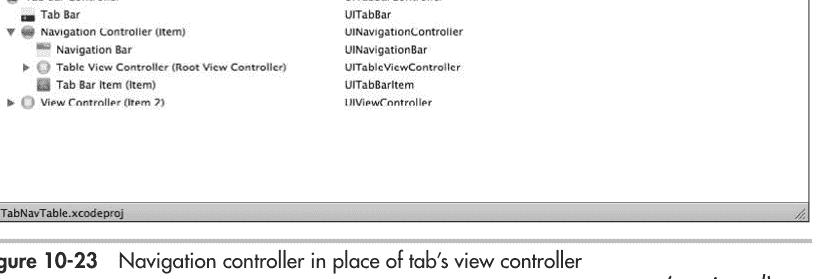 Tab Bar UITabBar
Navigation Controller (Item) UINavigationController
Navigation Bar UINavigationBar
Table View Controller (Root View Controller) UITableViewController
Tab Bar Item (Item) UITabBarItem
View Controller (Item 2) UIViewController
TabNavTable.xcodeproj
gure 10-23 Navigation controller in place of tab's view controller